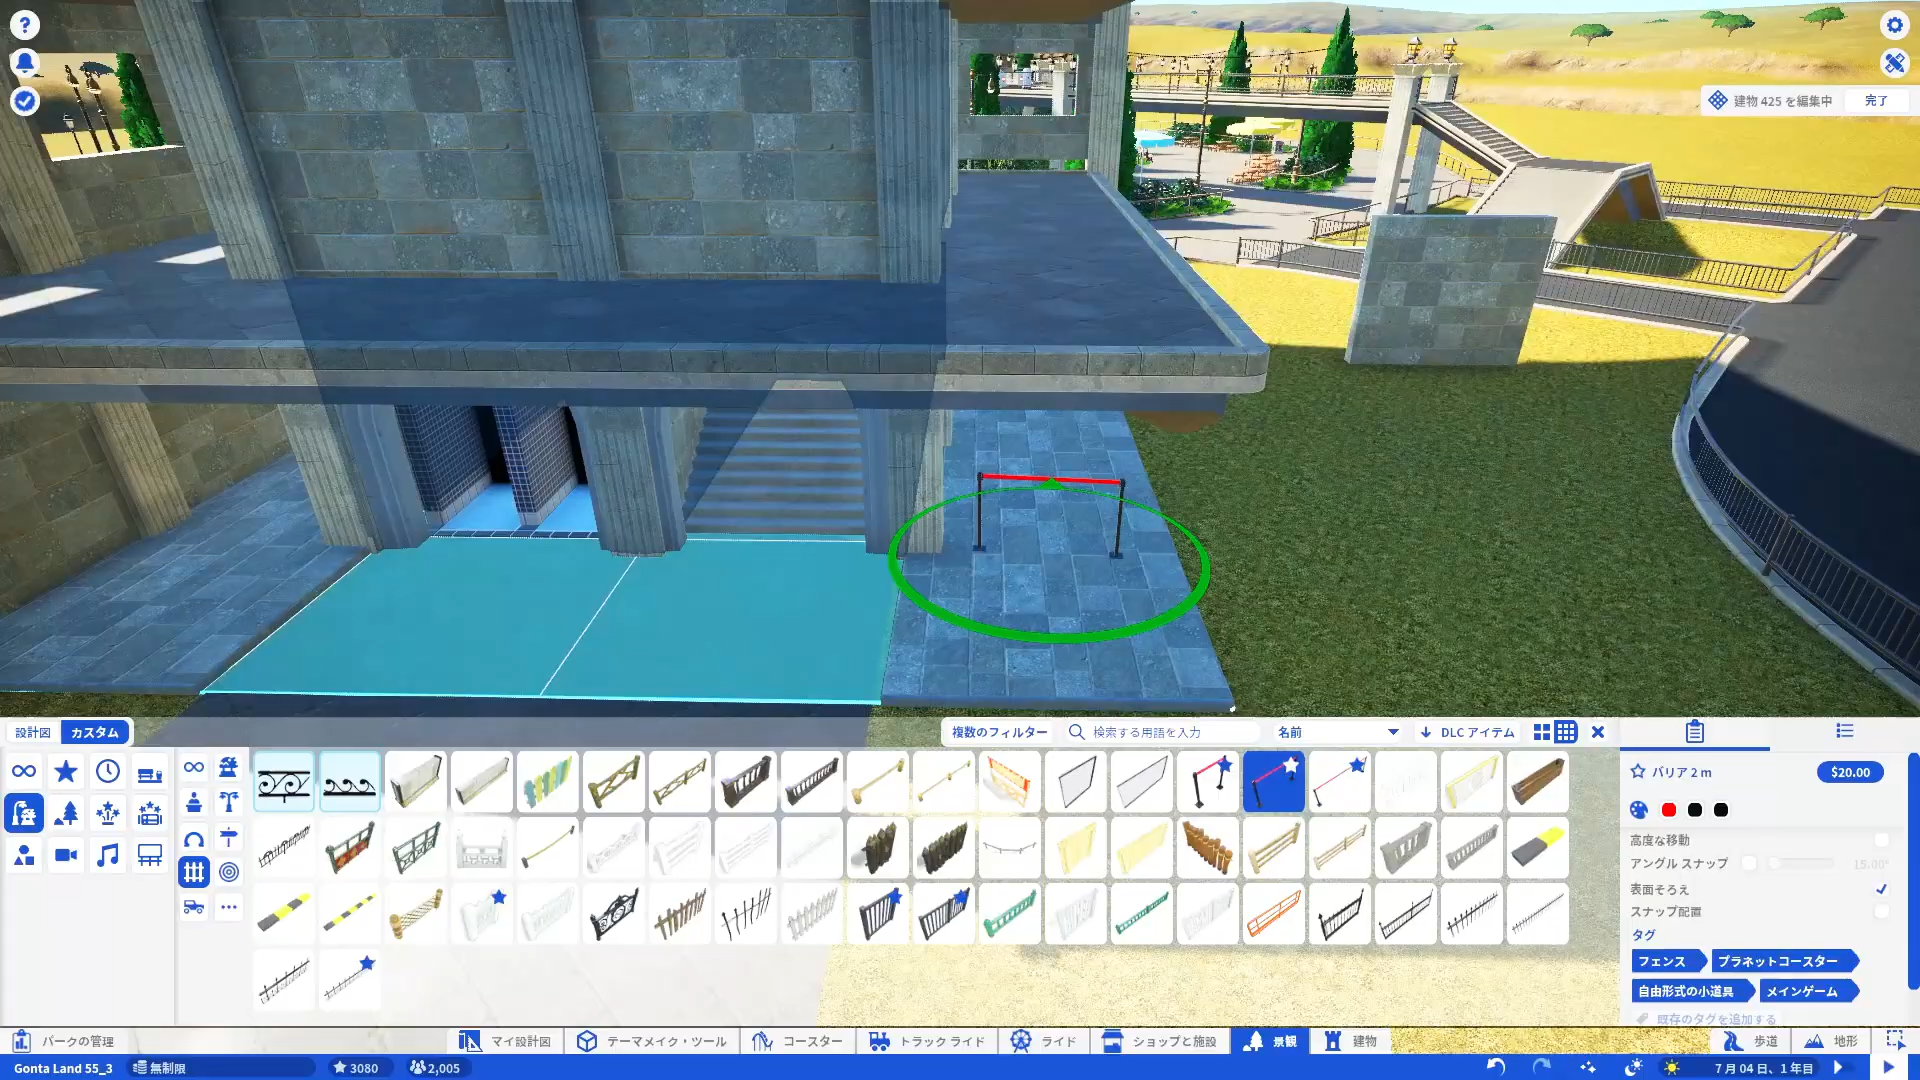 建物 425 を編集中
完了
設計図
カスタム
複数のフィルター
検索する用語を入力
名前
DLC アイテム
バリア 2 m
$20.00
高度な移動
アングル スナップ
15.00°
表面そろえ
スナップ配置
タグ
フェンス
プラネットコースター
自由形式の小道具
メインゲーム
既存のタグを追加する
パークの管理
マイ設計図
テーマメイク・ツール
コースター
トラック ライド
ライド
ショップと施設
景観
建物
歩道
地形
Gonta Land 55_3
無制限
3080
2,005
7 月 04 日、1 年目